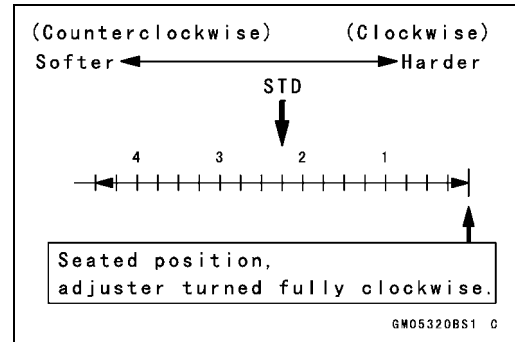 (Counterclockwise) (Clockwise)
Softer Harder
STD
4 3 2 1
Seated position,
adjuster turned fully clockwise.
GM05320BS1 C